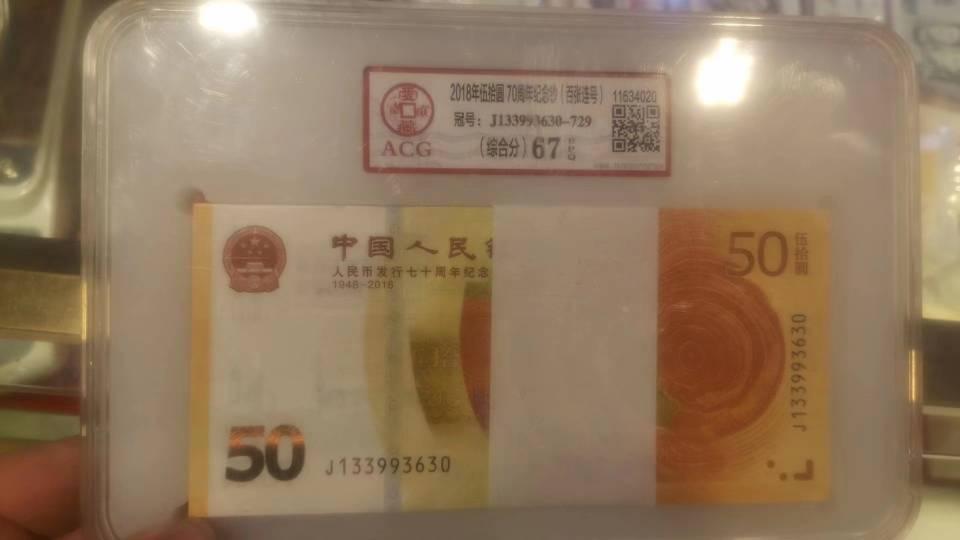 2018年伍拾圆 70周年纪念钞(百张连号) 11634020
冠号: J133993630-729
ACG
(综合分) 67 EPQ
中国人民
人民币发行七十周年纪念
1948-2018
50 伍拾圆
J133993630
50
J133993630